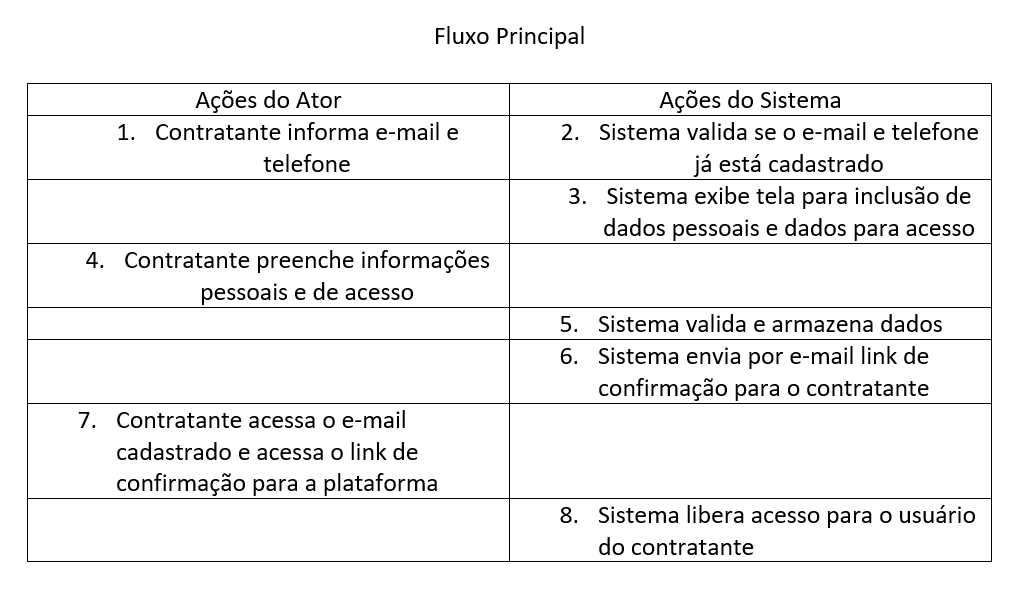 Fluxo Principal
Ações do Ator
Ações do Sistema
1. Contratante informa e-mail e
telefone
2. Sistema valida se o e-mail e telefone
já está cadastrado
3. Sistema exibe tela para inclusão de
dados pessoais e dados para acesso
4. Contratante preenche informações
pessoais e de acesso
5. Sistema valida e armazena dados
6. Sistema envia por e-mail link de
confirmação para o contratante
7. Contratante acessa o e-mail
cadastrado e acessa o link de
confirmação para a plataforma
8. Sistema libera acesso para o usuário
do contratante